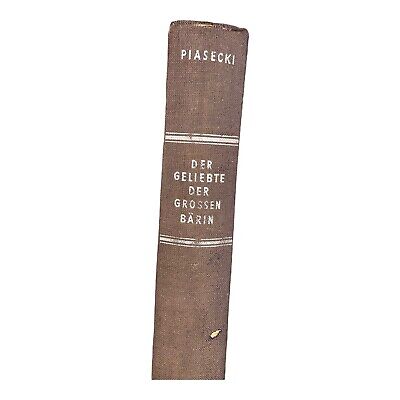 PIASECKI
DER
GELIEBTE
DER
GROSSEN
BÄRIN